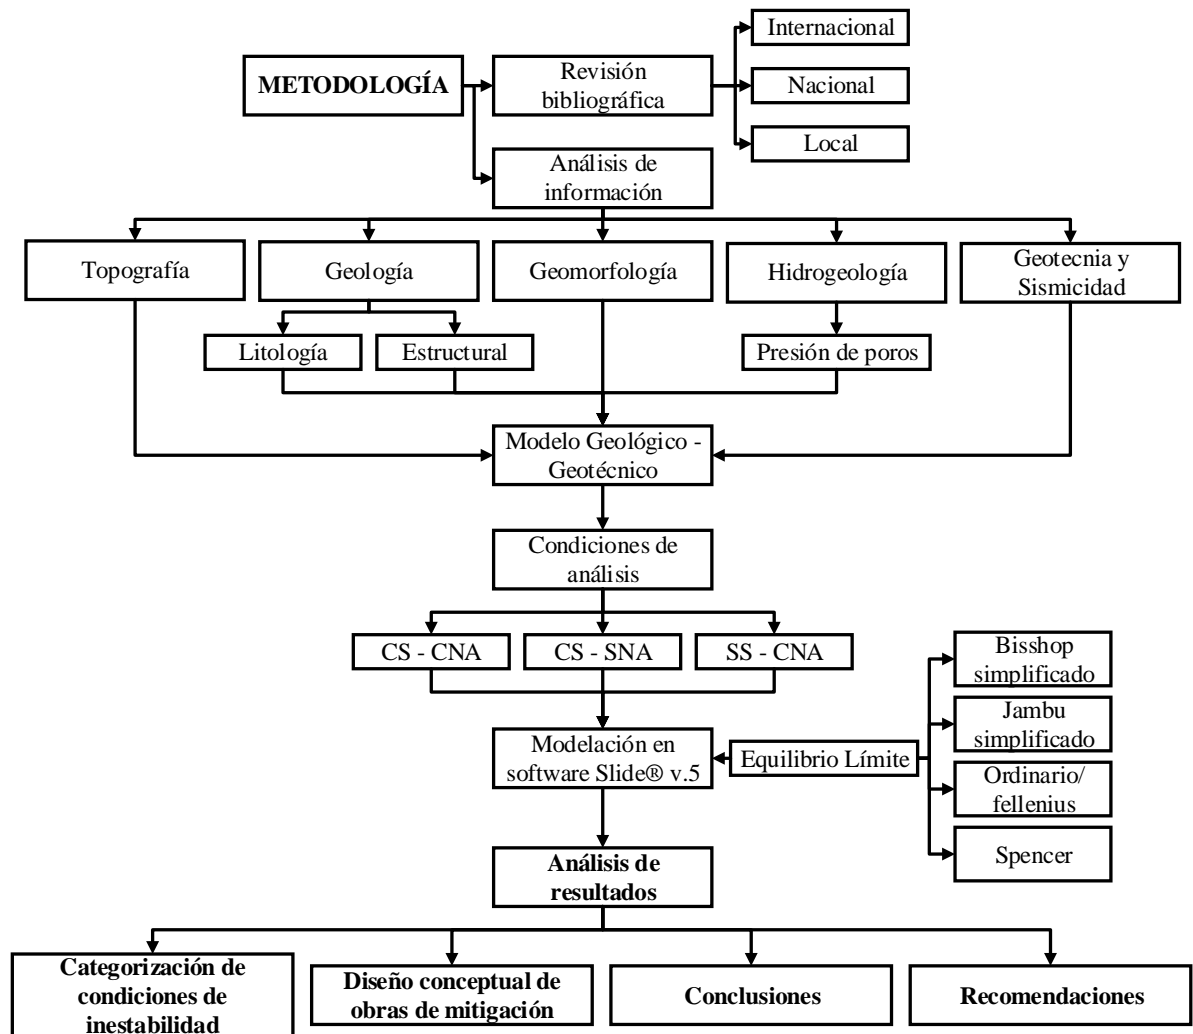 METODOLOGÍA
Revisión
bibliográfica
Internacional
Nacional
Local
Análisis de
información
Topografía
Geología
Geomorfología
Hidrogeología
Geotecnia y
Sismicidad
Litología
Estructural
Presión de poros
Modelo Geológico -
Geotécnico
Condiciones de
análisis
CS - CNA
CS - SNA
SS - CNA
Modelación en
software Slide® v.5
Equilibrio Límite
Bisshop
simplificado
Jambu
simplificado
Ordinario/
fellenius
Spencer
Análisis de
resultados
Categorización de
condiciones de
inestabilidad
Diseño conceptual de
obras de mitigación
Conclusiones
Recomendaciones